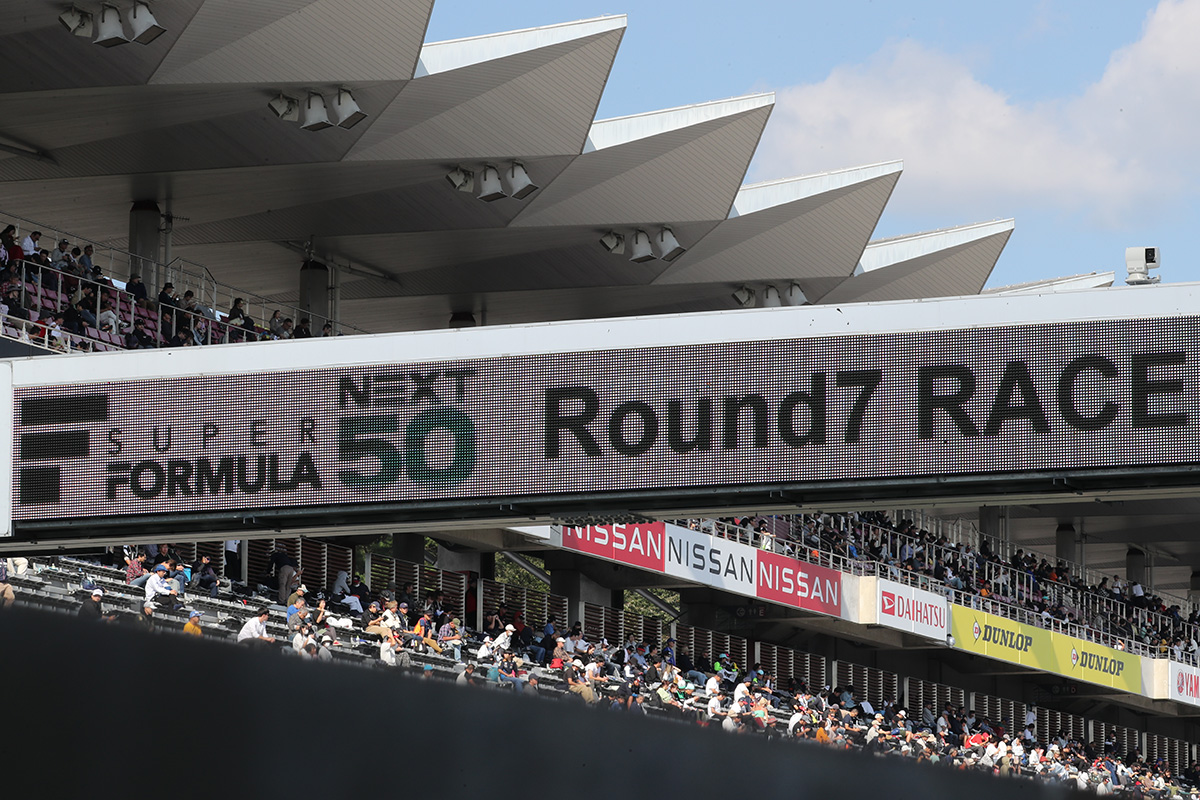 SUPER
FORMULA
NEXT
50
Round7 RACE
NISSAN NISSAN NISSAN
DAIHATSU
DUNLOP DUNLOP